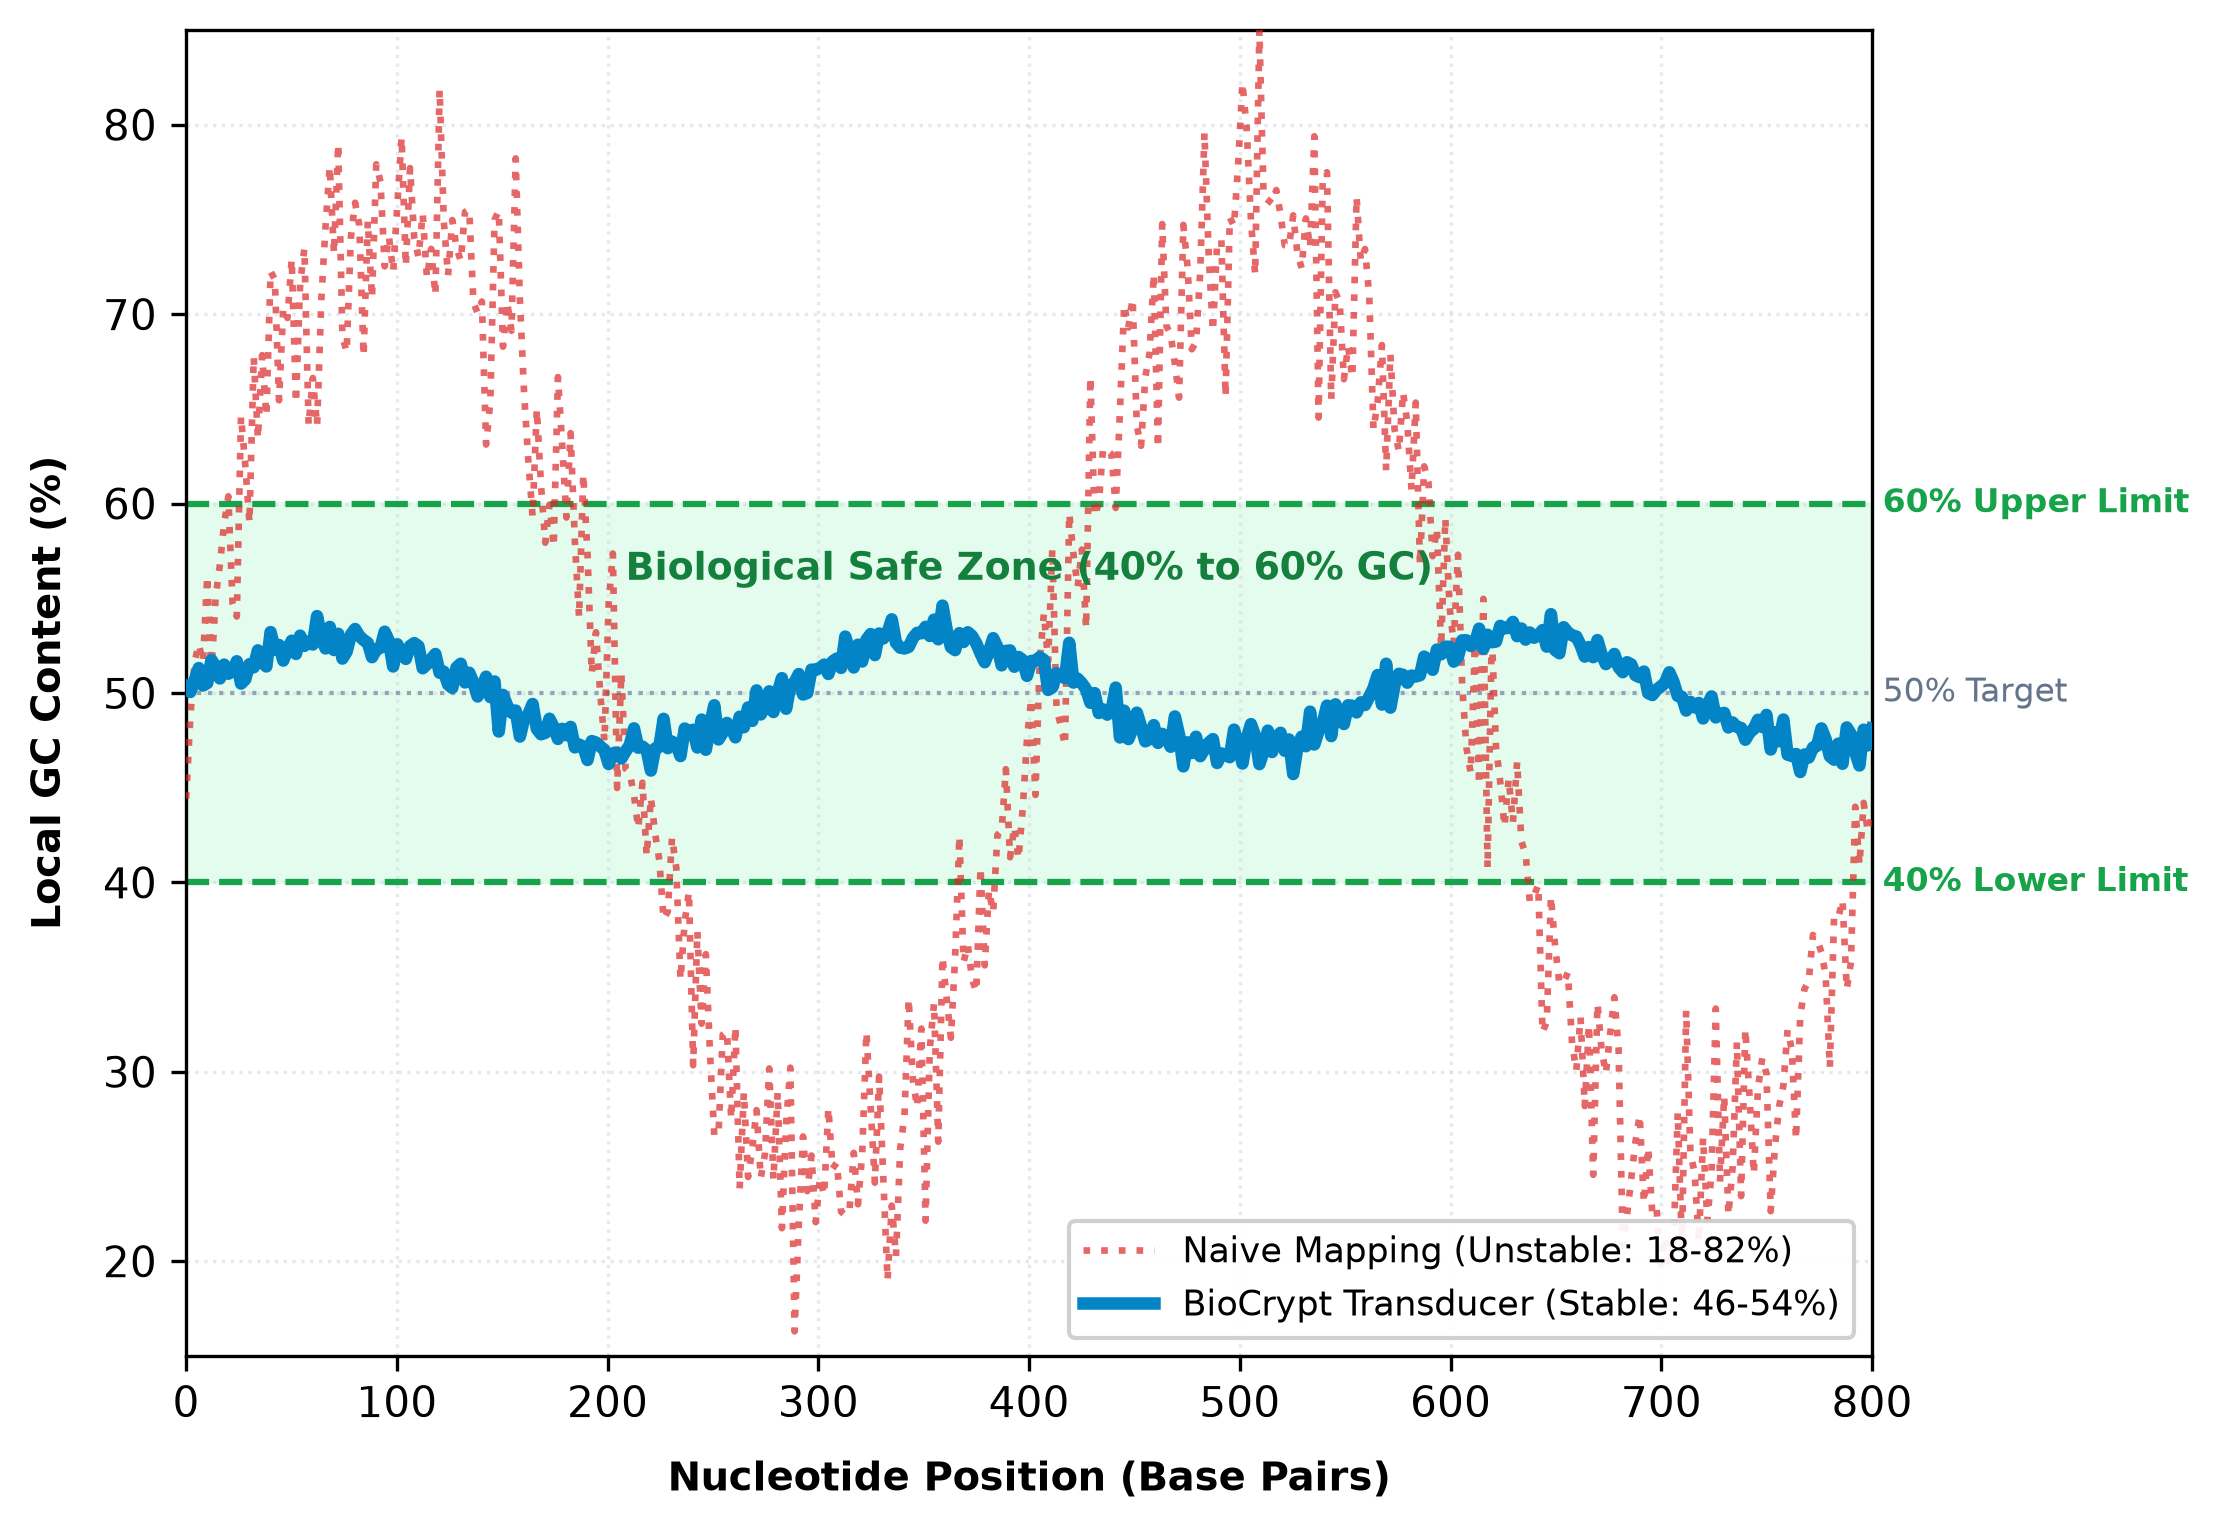 80
70
60
50
40
30
20
Local GC Content (%)
60% Upper Limit
Biological Safe Zone (40% to 60% GC)
50% Target
40% Lower Limit
Naive Mapping (Unstable: 18-82%)
BioCrypt Transducer (Stable: 46-54%)
0 100 200 300 400 500 600 700 800
Nucleotide Position (Base Pairs)